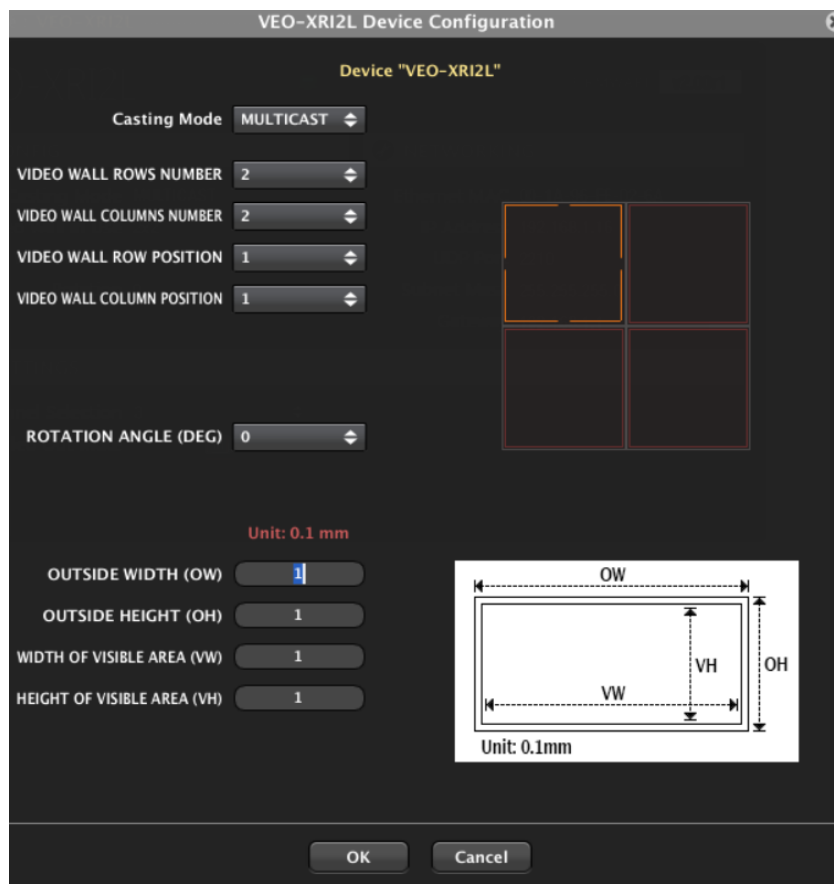 VEO-XRI2L Device Configuration
Device "VEO-XRI2L"
Casting Mode MULTICAST
VIDEO WALL ROWS NUMBER 2
VIDEO WALL COLUMNS NUMBER 2
VIDEO WALL ROW POSITION 1
VIDEO WALL COLUMN POSITION 1
ROTATION ANGLE (DEG) 0
Unit: 0.1 mm
OUTSIDE WIDTH (OW) 1
OUTSIDE HEIGHT (OH) 1
WIDTH OF VISIBLE AREA (VW) 1
HEIGHT OF VISIBLE AREA (VH) 1
OW
VH
OH
VW
Unit: 0.1mm
OK Cancel